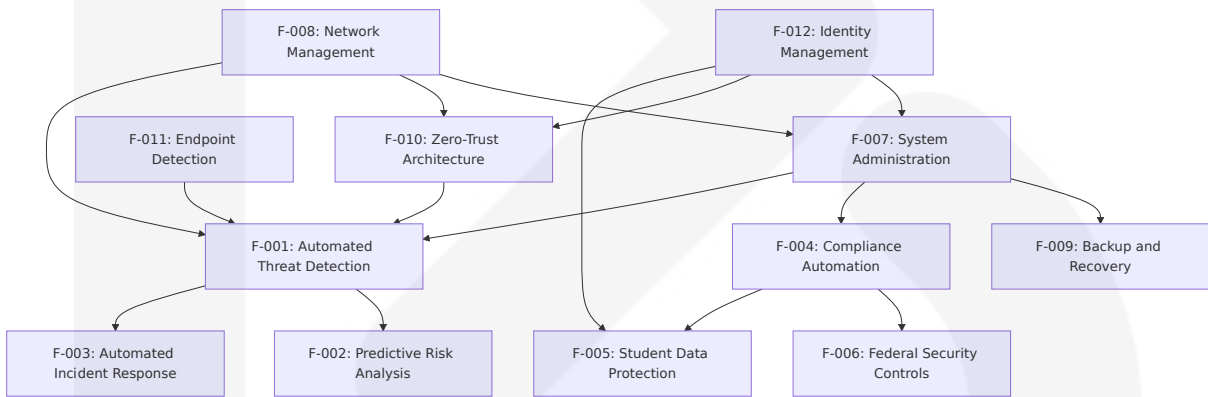 F-008: Network
Management
F-012: Identity
Management
F-011: Endpoint
Detection
F-010: Zero-Trust
Architecture
F-007: System
Administration
F-001: Automated
Threat Detection
F-004: Compliance
Automation
F-009: Backup and
Recovery
F-003: Automated
Incident Response
F-002: Predictive Risk
Analysis
F-005: Student Data
Protection
F-006: Federal Security
Controls